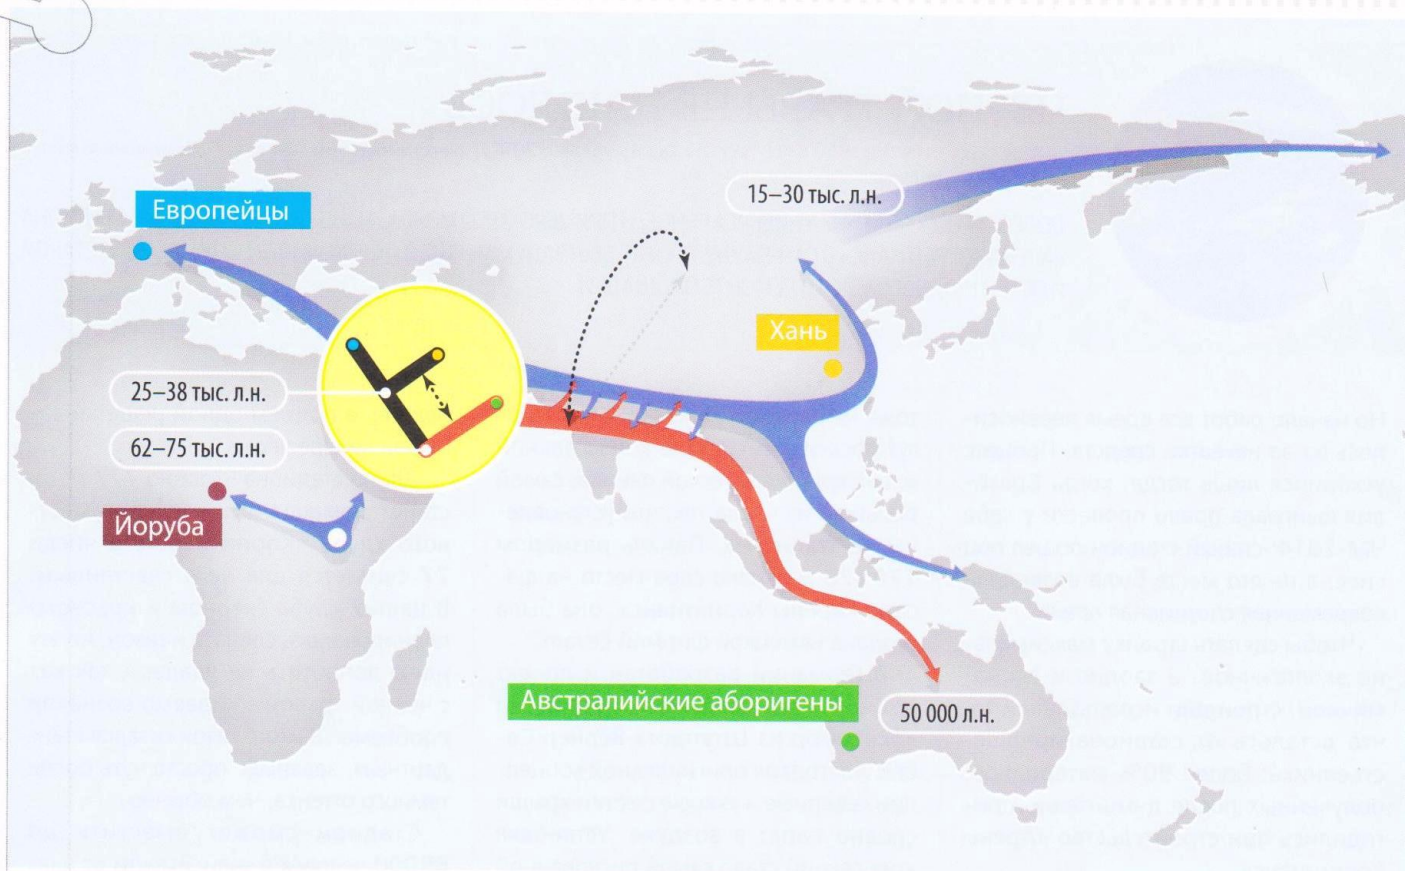 15–30 тыс. л.н.
Европейцы
Хань
25–38 тыс. л.н.
62–75 тыс. л.н.
Йоруба
Австралийские аборигены
50 000 л.н.